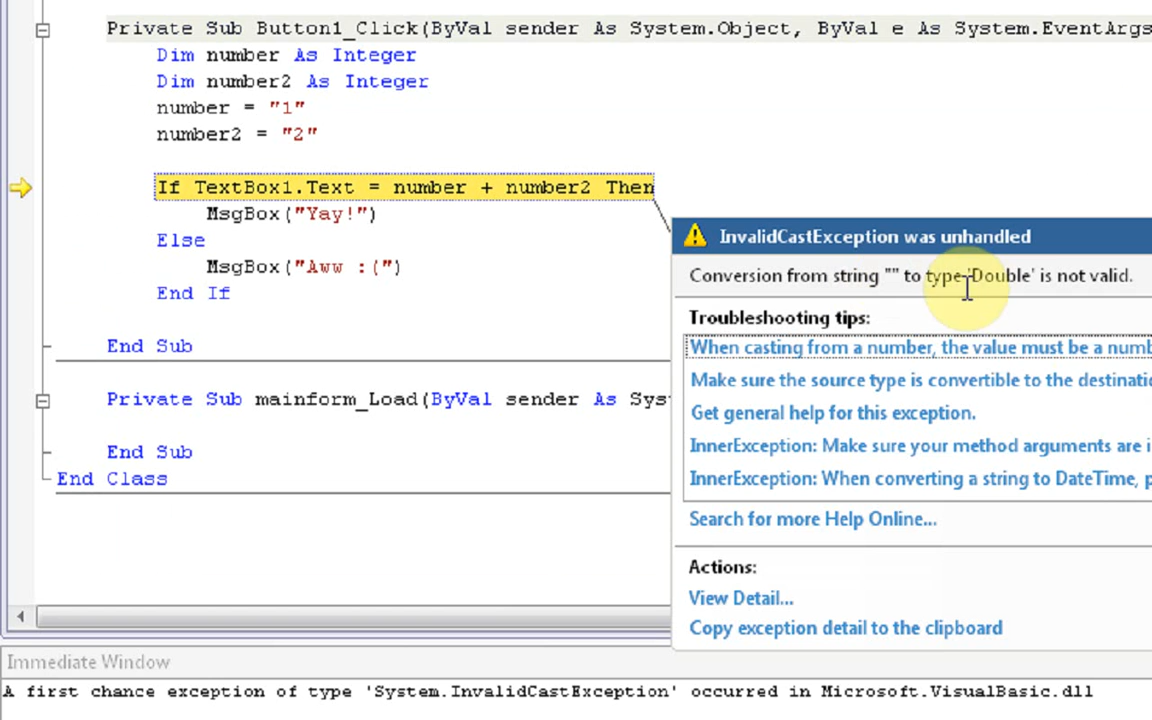 Private Sub Button1_Click(ByVal sender As System.Object, ByVal e As System.EventArgs
Dim number As Integer
Dim number2 As Integer
number = "1"
number2 = "2"
If TextBox1.Text = number + number2 Then
MsgBox("Yay!")
Else
MsgBox("Aww :(")
End If
End Sub
Private Sub mainform_Load(ByVal sender As Sys
End Sub
End Class
InvalidCastException was unhandled
Conversion from string "" to type 'Double' is not valid.
Troubleshooting tips:
When casting from a number, the value must be a numb
Make sure the source type is convertible to the destinatio
Get general help for this exception.
InnerException: Make sure your method arguments are i
InnerException: When converting a string to DateTime, p
Search for more Help Online...
Actions:
View Detail...
Copy exception detail to the clipboard
Immediate Window
A first chance exception of type 'System.InvalidCastException' occurred in Microsoft.VisualBasic.dll